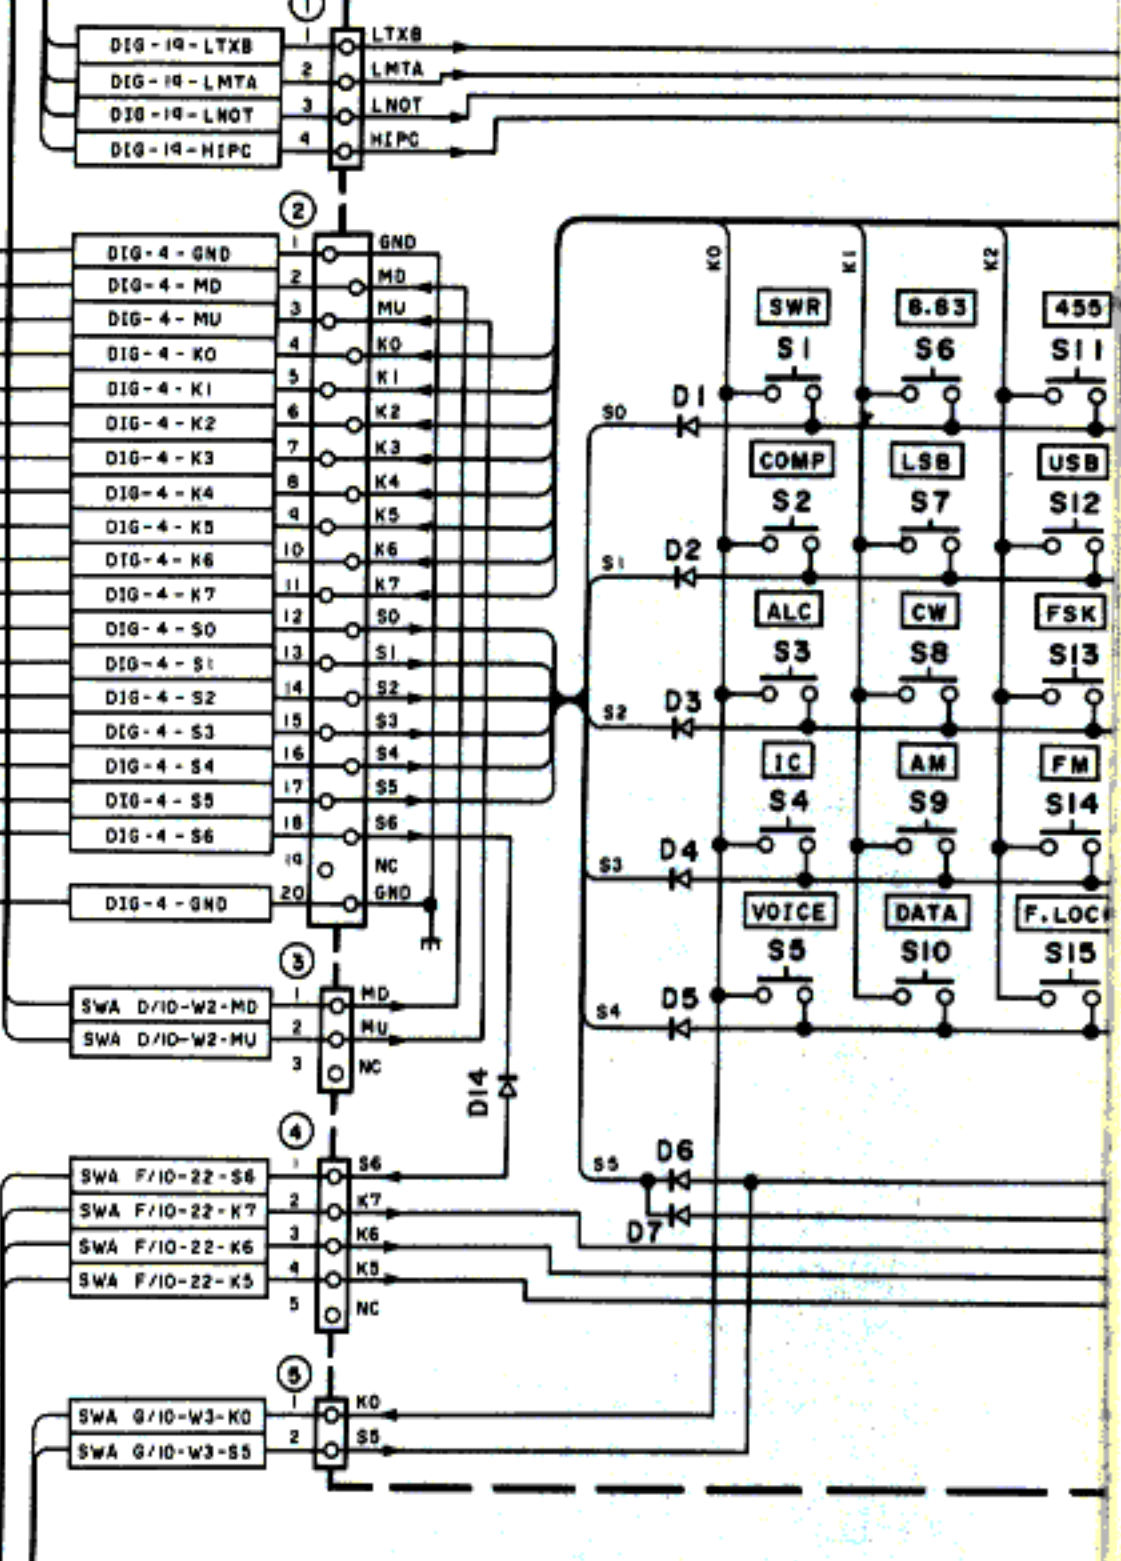 1
DIG-19-LTXB 1 LTXB
DIG-19-LMTA 2 LMTA
DIG-19-LNOT 3 LNOT
DIG-19-HIPC 4 HIPC
2
DIG-4-GND 1 GND
DIG-4-MD 2 MD
DIG-4-MU 3 MU
DIG-4-K0 4 K0
DIG-4-K1 5 K1
DIG-4-K2 6 K2
DIG-4-K3 7 K3
DIG-4-K4 8 K4
DIG-4-K5 9 K5
DIG-4-K6 10 K6
DIG-4-K7 11 K7
DIG-4-S0 12 S0
DIG-4-S1 13 S1
DIG-4-S2 14 S2
DIG-4-S3 15 S3
DIG-4-S4 16 S4
DIG-4-S5 17 S5
DIG-4-S6 18 S6
19 NC
DIG-4-GND 20 GND
3
SWA D/10-W2-MD 1 MD
SWA D/10-W2-MU 2 MU
3 NC
D14
4
SWA F/10-22-S6 1 S6
SWA F/10-22-K7 2 K7
SWA F/10-22-K6 3 K6
SWA F/10-22-K5 4 K5
5 NC
5
SWA G/10-W3-K0 1 K0
SWA G/10-W3-S5 2 S5
K0 K1 K2
SWR 8.83 455
S1 S6 S11
S0 D1
COMP LSB USB
S2 S7 S12
S1 D2
ALC CW FSK
S3 S8 S13
S2 D3
IC AM FM
S4 S9 S14
S3 D4
VOICE DATA
S5 S10 S15
S4 D5
S5 D6
D7